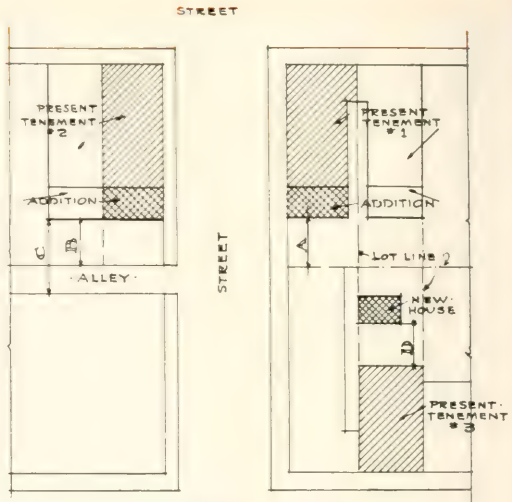 STREET
PRESENT
TENEMENT
#2
PRESENT
TENEMENT
#1
ADDITION
ADDITION
C
B
A
LOT LINE
2
ALLEY
STREET
NEW
HOUSE
D
PRESENT
TENEMENT
#3